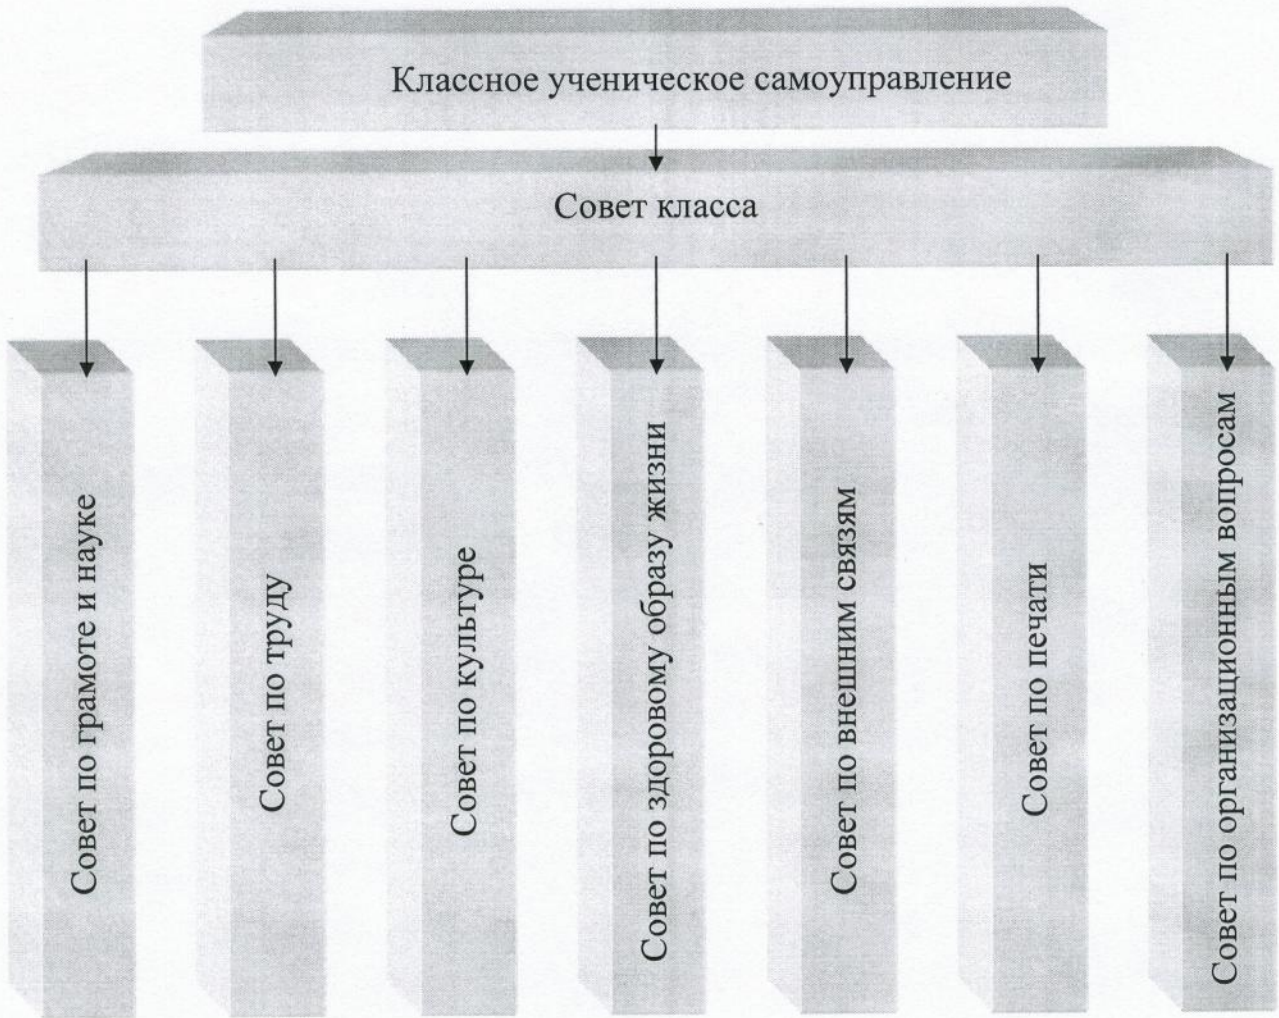 Классное ученическое самоуправление
Совет класса
Совет по грамоте и науке
Совет по труду
Совет по культуре
Совет по здоровому образу жизни
Совет по внешним связям
Совет по печати
Совет по организационным вопросам